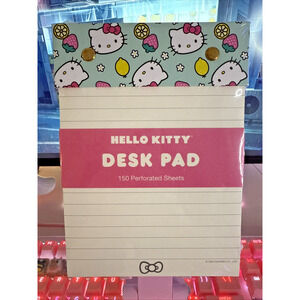 HELLO KITTY
DESK PAD
150 Perforated Sheets